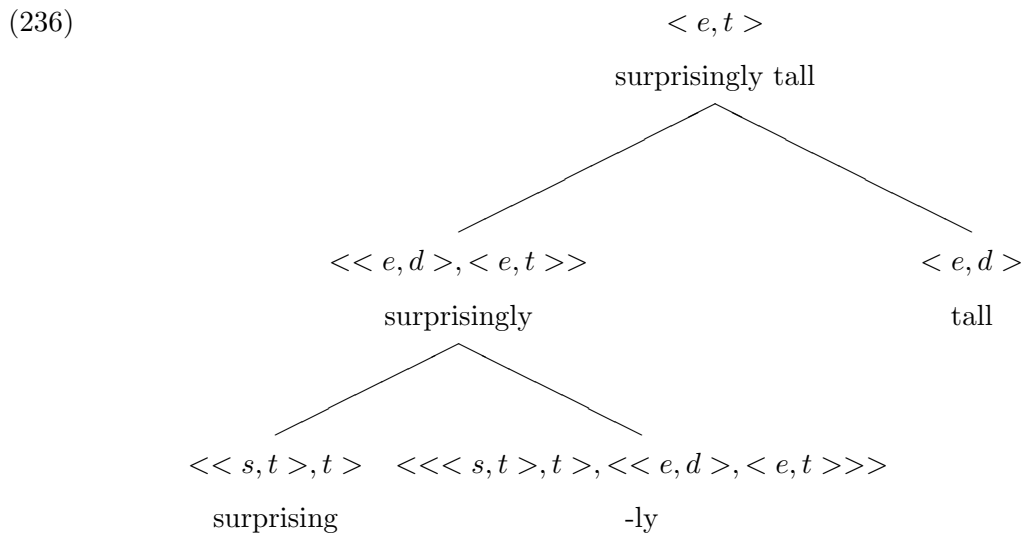 (236) < e, t >
surprisingly tall
<< e, d >, < e, t >> < e, d >
surprisingly tall
<< s, t >, t > <<< s, t >, t >, << e, d >, < e, t >>>
surprising -ly